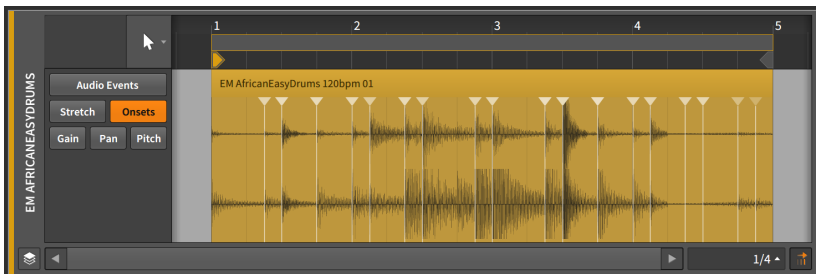 1 2 3 4 5
EM AFRICANEASYDRUMS
EM AfricanEasyDrums 120bpm 01
Audio Events
Stretch Onsets
Gain Pan Pitch
1/4